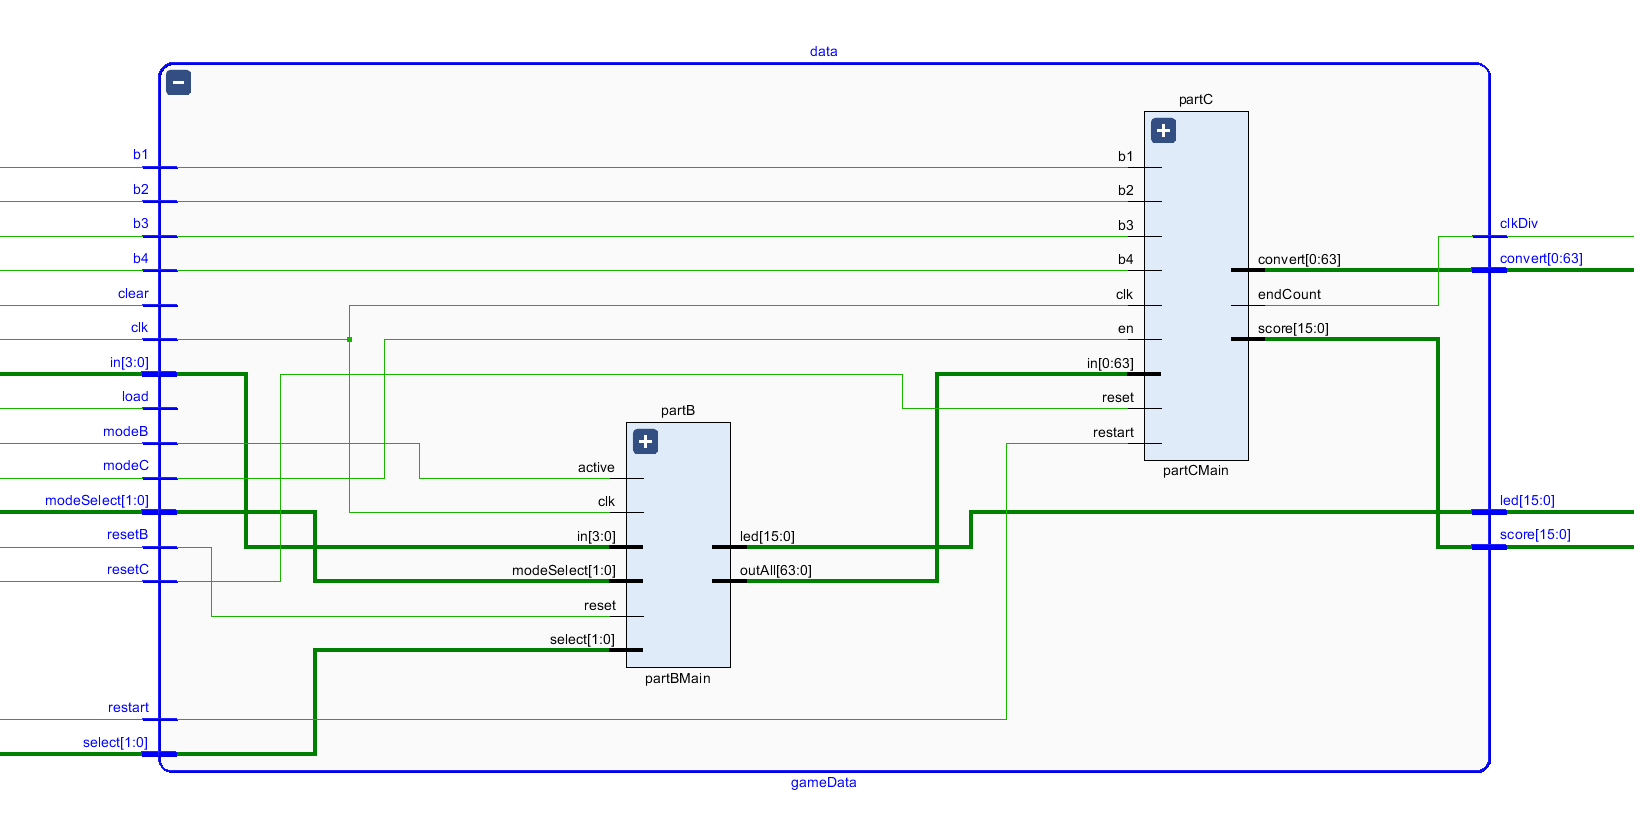 data
b1
b2
b3
b4
clear
clk
in[3:0]
load
modeB
modeC
modeSelect[1:0]
resetB
resetC
restart
select[1:0]
partB
active
clk
in[3:0]
modeSelect[1:0]
reset
select[1:0]
led[15:0]
outAll[63:0]
partBMain
partC
b1
b2
b3
b4
clk
en
in[0:63]
reset
restart
convert[0:63]
endCount
score[15:0]
partCMain
clkDiv
convert[0:63]
led[15:0]
score[15:0]
gameData